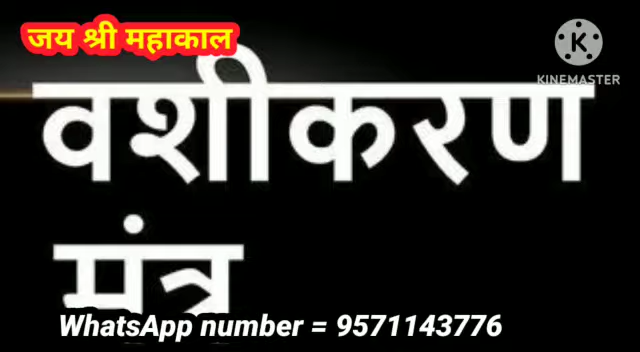 जय श्री महाकाल
KINEMASTER
वशीकरण
मंत्र
WhatsApp number = 9571143776